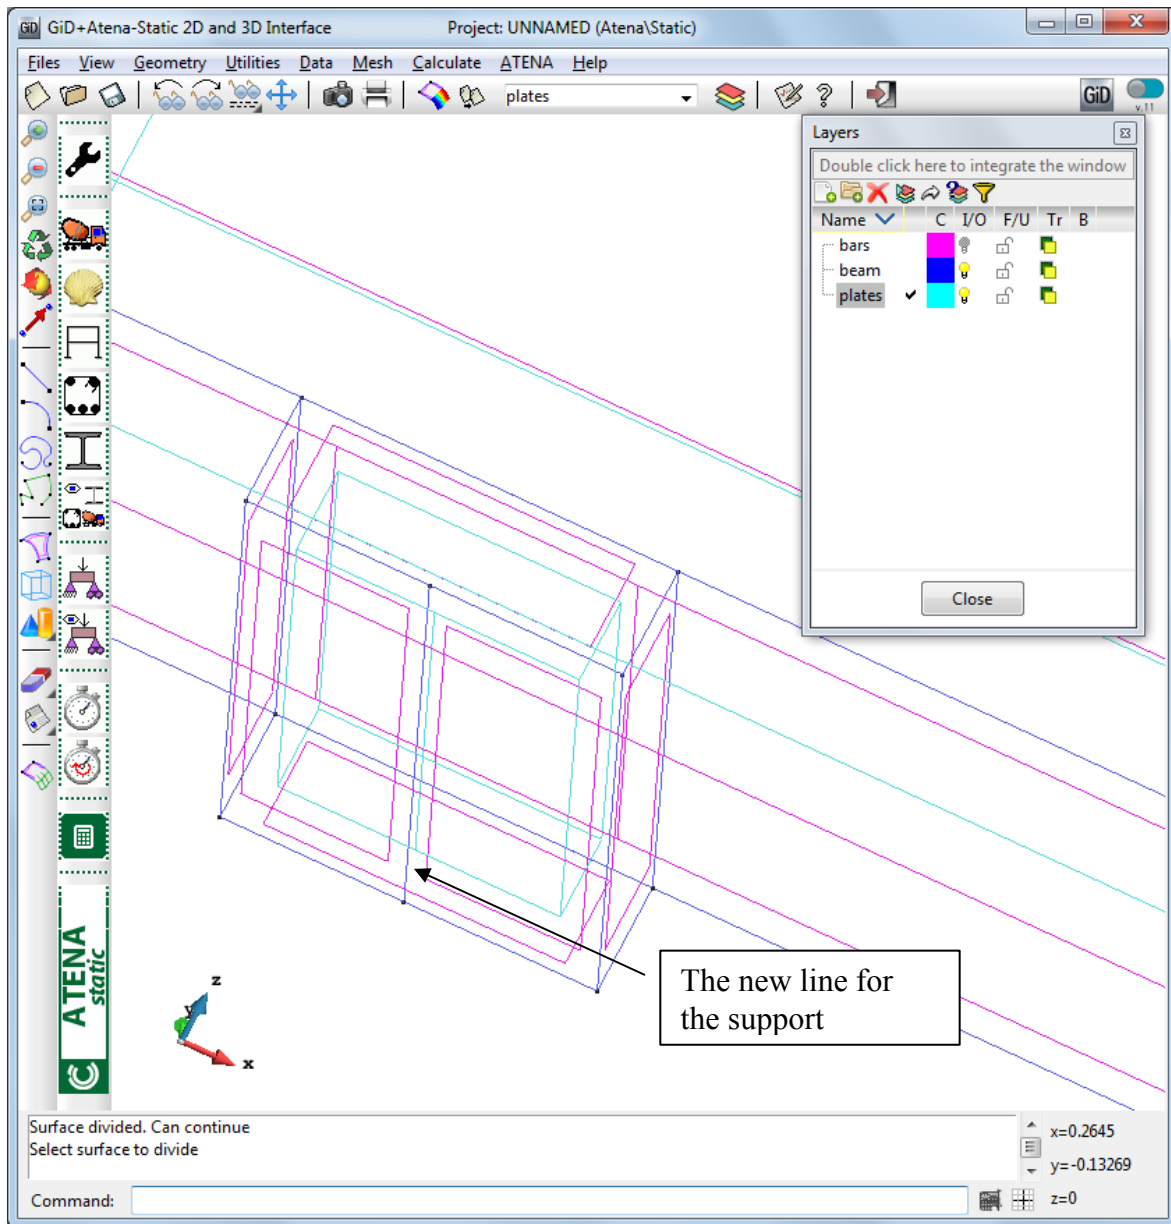 GiD GiD+Atena-Static 2D and 3D Interface Project: UNNAMED (Atena\Static)
Files View Geometry Utilities Data Mesh Calculate ATENA Help
plates
GiD
v.11
Layers
Double click here to integrate the window
Name C I/O F/U Tr B
bars
beam
plates
Close
The new line for
the support
z
y
x
ATENA
static
Surface divided. Can continue
Select surface to divide
Command:
x=0.2645
y=-0.13269
z=0